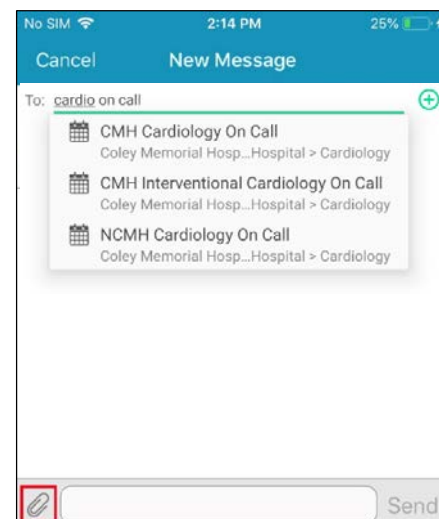 No SIM 2:14 PM 25%
Cancel New Message
To: cardio on call
CMH Cardiology On Call
Coley Memorial Hosp...Hospital > Cardiology
CMH Interventional Cardiology On Call
Coley Memorial Hosp...Hospital > Cardiology
NCMH Cardiology On Call
Coley Memorial Hosp...Hospital > Cardiology
Send